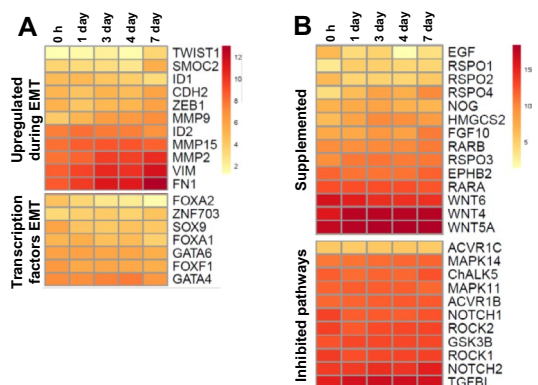 A
0 h
1 day
3 day
4 day
7 day
Upregulated
during EMT
TWIST1
SMOC2
ID1
CDH2
ZEB1
MMP9
ID2
MMP15
MMP2
VIM
FN1
12
10
8
6
4
2
Transcription
factors EMT
FOXA2
ZNF703
SOX9
FOXA1
GATA6
FOXF1
GATA4
B
0 h
1 day
3 day
4 day
7 day
Supplemented
EGF
RSPO1
RSPO2
RSPO4
NOG
HMGCS2
FGF10
RARB
RSPO3
EPHB2
RARA
WNT6
WNT4
WNT5A
15
10
5
Inhibited pathways
ACVR1C
MAPK14
ChALK5
MAPK11
ACVR1B
NOTCH1
ROCK2
GSK3B
ROCK1
NOTCH2
TGFBI